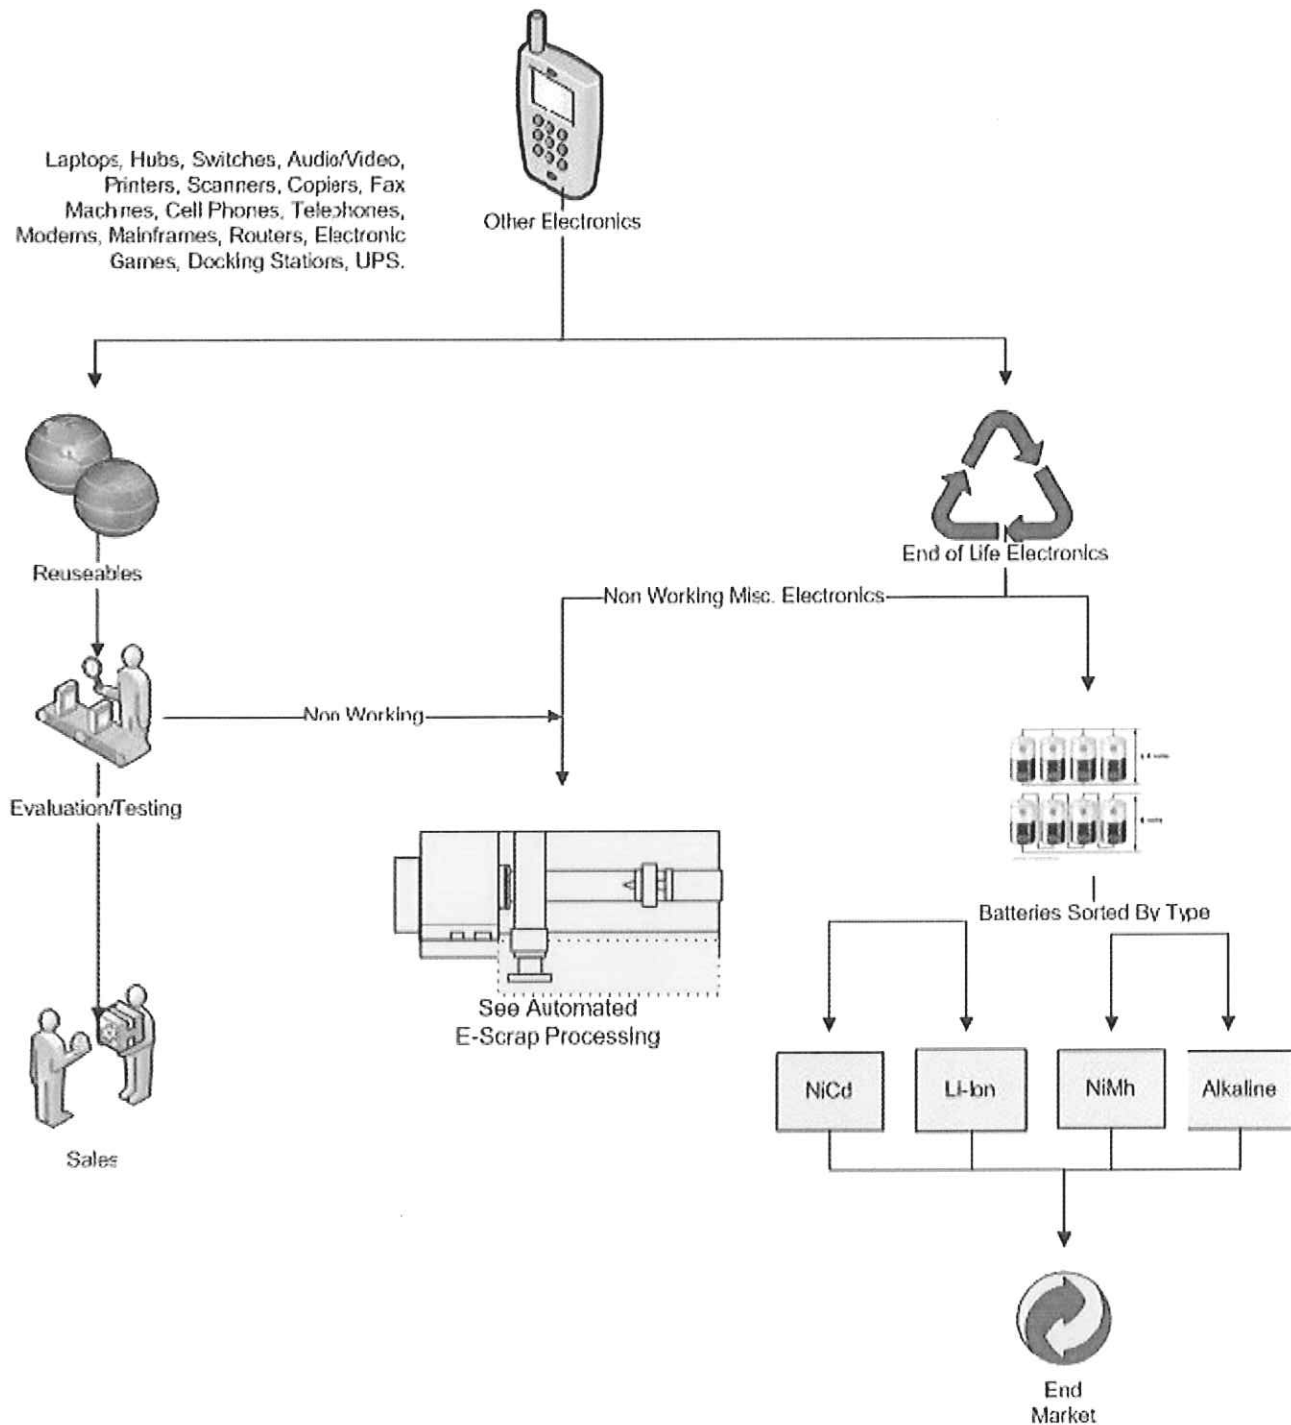 Laptops, Hubs, Switches, Audio/Video,
Printers, Scanners, Copiers, Fax
Machines, Cell Phones, Telephones,
Modems, Mainframes, Routers, Electronic
Games, Docking Stations, UPS.
Other Electronics
Reuseables
End of Life Electronics
Non Working Misc. Electronics
Non Working
Evaluation/Testing
Batteries Sorted By Type
See Automated
E-Scrap Processing
NiCd
Li-Ion
NiMh
Alkaline
Sales
End
Market